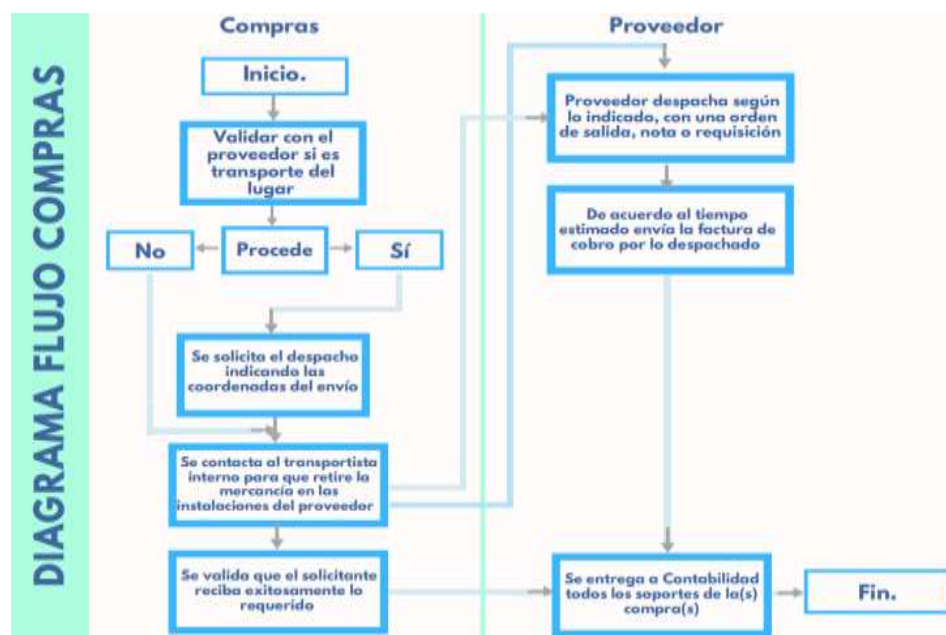 DIAGRAMA FLUJO COMPRAS
Compras
Inicio.
Validar con el
proveedor si es
transporte del
lugar
No
Procede
Sí
Se solicita el despacho
indicando las
coordenadas del envío
Se contacta al transportista
interno para que retire la
mercancía en las
instalaciones del proveedor
Se valida que el solicitante
reciba exitosamente lo
requerido
Proveedor
Proveedor despacha según
lo indicado, con una orden
de salida, nota o requisición
De acuerdo al tiempo
estimado envía la factura de
cobro por lo despachado
Se entrega a Contabilidad
todos los soportes de la(s)
compra(s)
Fin.